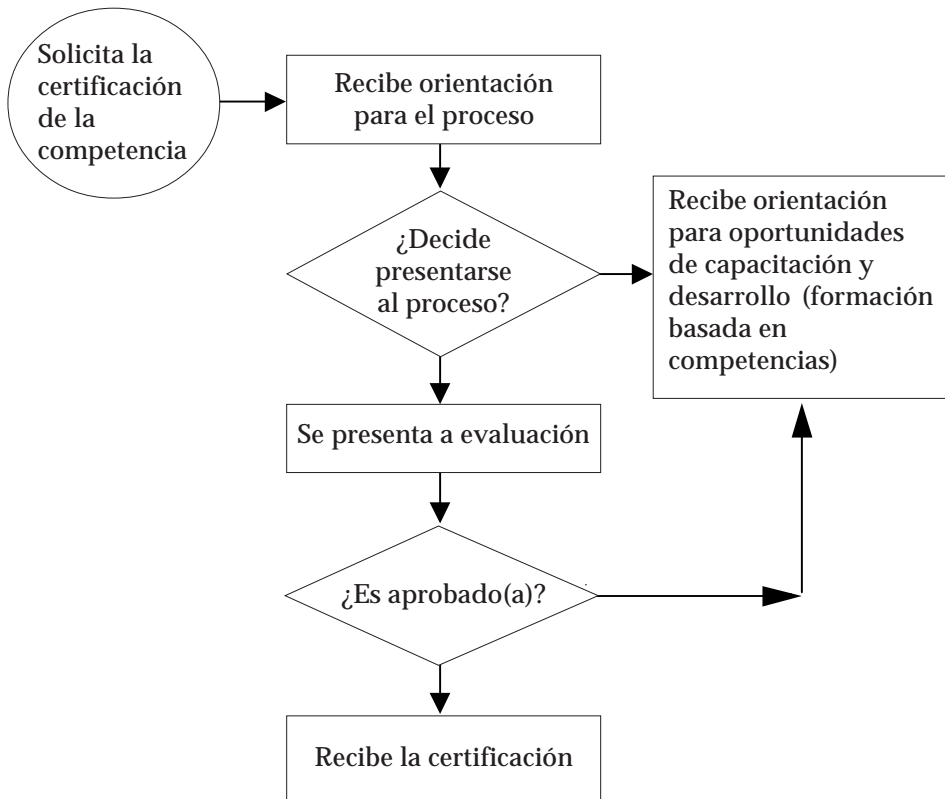 Solicita la
certificación
de la
competencia
Recibe orientación
para el proceso
¿Decide
presentarse
al proceso?
Recibe orientación
para oportunidades
de capacitación y
desarrollo (formación
basada en
competencias)
Se presenta a evaluación
¿Es aprobado(a)?
Recibe la certificación